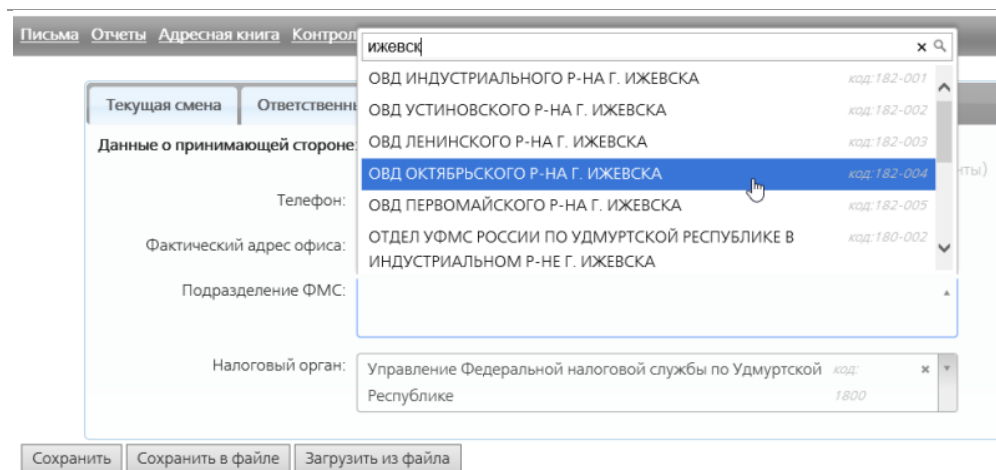 Письма Отчеты Адресная книга Контрол
ижевск
ОВД ИНДУСТРИАЛЬНОГО Р-НА Г. ИЖЕВСКА код:182-001
Текущая смена Ответственн
ОВД УСТИНОВСКОГО Р-НА Г. ИЖЕВСКА код:182-002
Данные о принимающей стороне:
ОВД ЛЕНИНСКОГО Р-НА Г. ИЖЕВСКА код:182-003
ОВД ОКТЯБРЬСКОГО Р-НА Г. ИЖЕВСКА код:182-004
нты)
Телефон:
ОВД ПЕРВОМАЙСКОГО Р-НА Г. ИЖЕВСКА код:182-005
Фактический адрес офиса:
ОТДЕЛ УФМС РОССИИ ПО УДМУРТСКОЙ РЕСПУБЛИКЕ В код:180-002
ИНДУСТРИАЛЬНОМ Р-НЕ Г. ИЖЕВСКА
Подразделение ФМС:
Налоговый орган:
Управление Федеральной налоговой службы по Удмуртской код:
Республике 1800
Сохранить Сохранить в файле Загрузить из файла